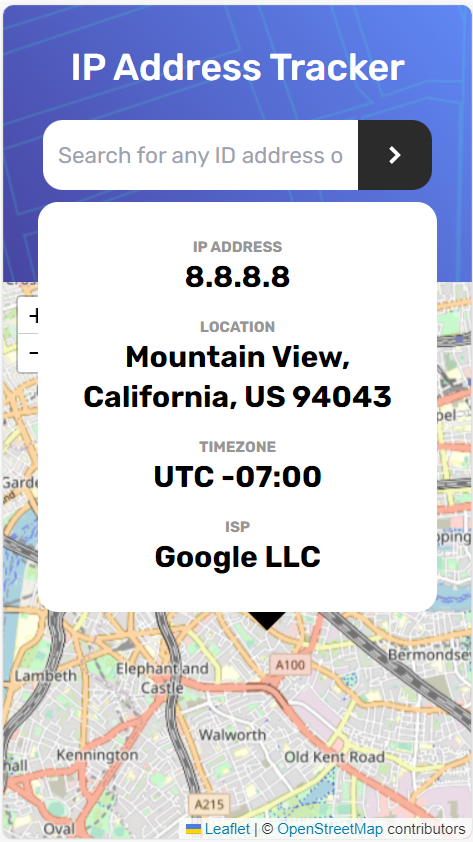 IP Address Tracker
Search for any ID address o
IP ADDRESS
8.8.8.8
LOCATION
Mountain View,
California, US 94043
TIMEZONE
UTC -07:00
ISP
Google LLC
+
−
Garde
pel
pping
Bermondse
A100
Elephant and
Castle
Lambeth
Walworth
Kennington
Old Kent Road
hall
A215
Oval
Leaflet | © OpenStreetMap contributors